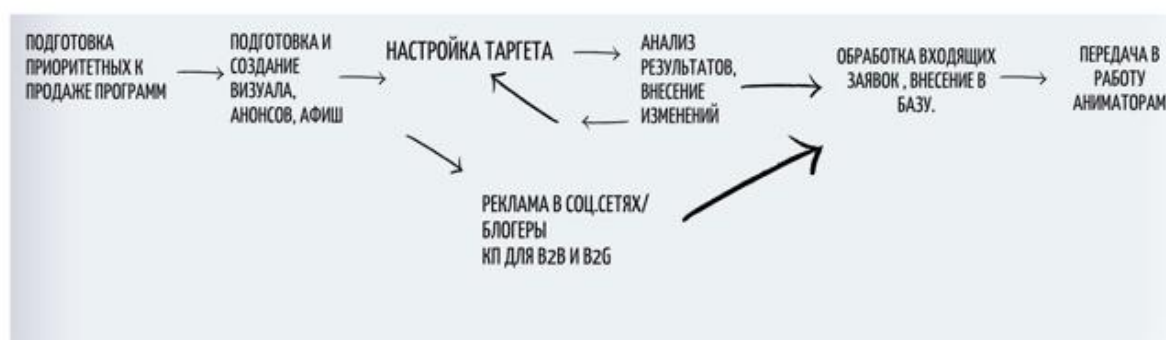 ПОДГОТОВКА
ПРИОРИТЕТНЫХ К
ПРОДАЖЕ ПРОГРАММ
ПОДГОТОВКА И
СОЗДАНИЕ
ВИЗУАЛА,
АНОНСОВ, АФИШ
НАСТРОЙКА ТАРГЕТА
АНАЛИЗ
РЕЗУЛЬТАТОВ,
ВНЕСЕНИЕ
ИЗМЕНЕНИЙ
РЕКЛАМА В СОЦ.СЕТЯХ/
БЛОГЕРЫ
КП ДЛЯ B2B И B2G
ОБРАБОТКА ВХОДЯЩИХ
ЗАЯВОК , ВНЕСЕНИЕ В
БАЗУ.
ПЕРЕДАЧА В
РАБОТУ
АНИМАТОРАМ